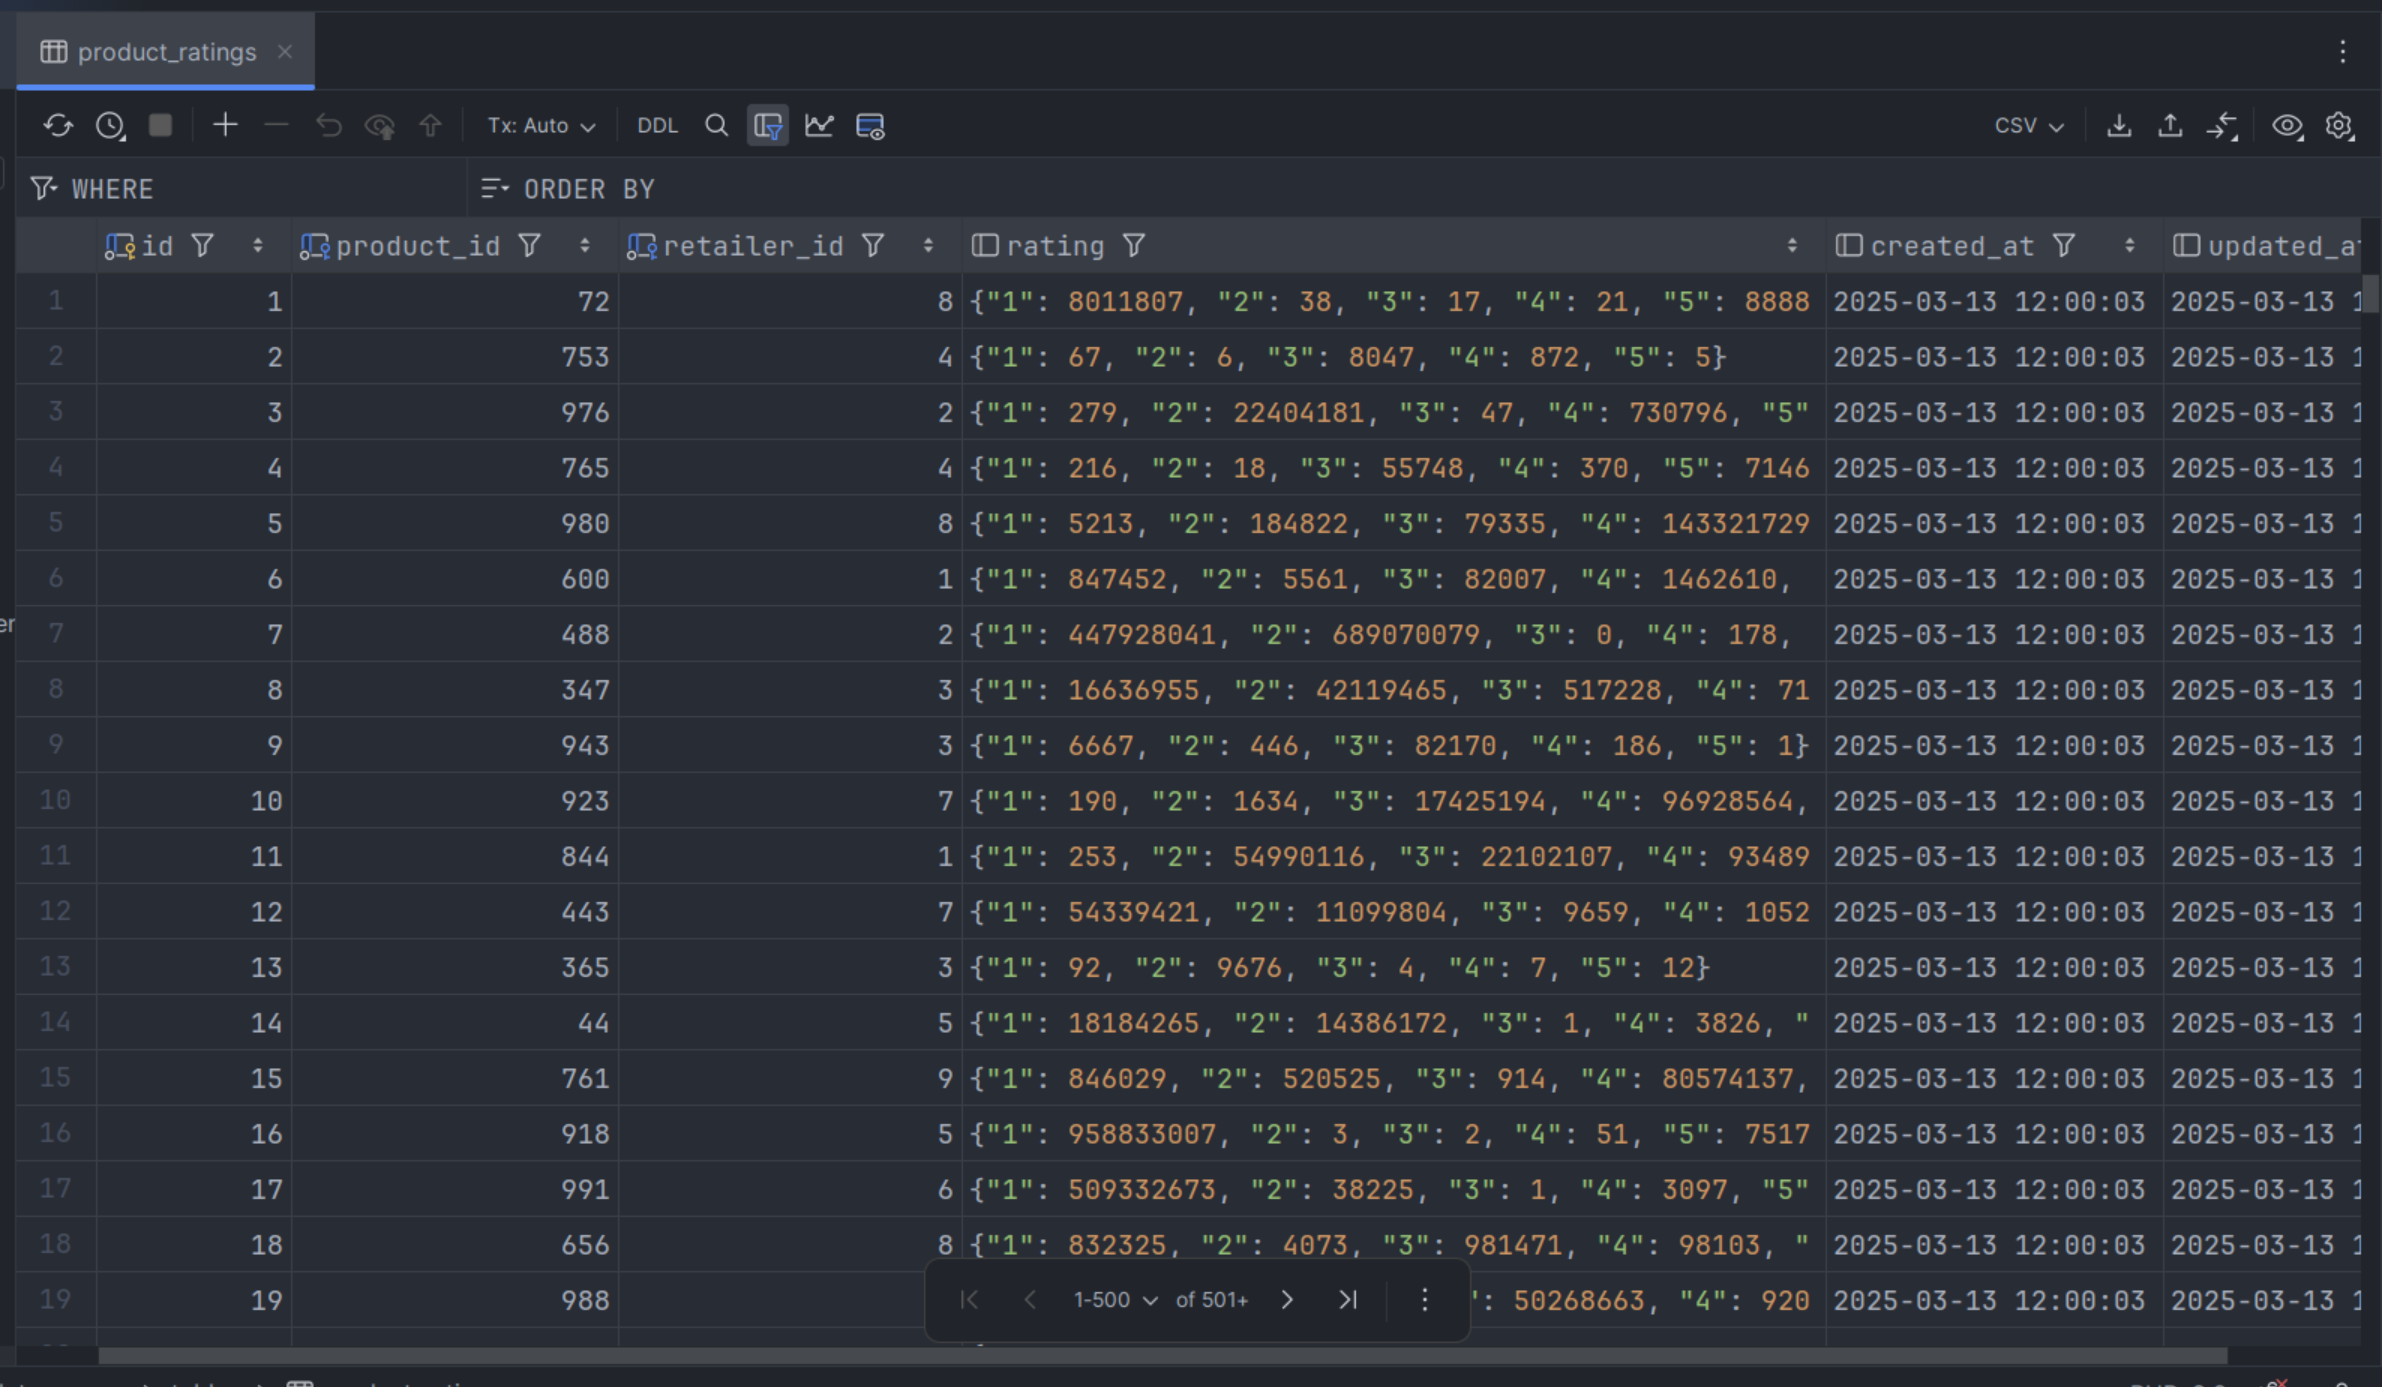 product_ratings
Tx: Auto DDL CSV
WHERE ORDER BY
id product_id retailer_id rating created_at updated_a
1 1 72 8 {"1": 8011807, "2": 38, "3": 17, "4": 21, "5": 8888 2025-03-13 12:00:03 2025-03-13 1
2 2 753 4 {"1": 67, "2": 6, "3": 8047, "4": 872, "5": 5} 2025-03-13 12:00:03 2025-03-13 1
3 3 976 2 {"1": 279, "2": 22404181, "3": 47, "4": 730796, "5" 2025-03-13 12:00:03 2025-03-13 1
4 4 765 4 {"1": 216, "2": 18, "3": 55748, "4": 370, "5": 7146 2025-03-13 12:00:03 2025-03-13 1
5 5 980 8 {"1": 5213, "2": 184822, "3": 79335, "4": 143321729 2025-03-13 12:00:03 2025-03-13 1
6 6 600 1 {"1": 847452, "2": 5561, "3": 82007, "4": 1462610, 2025-03-13 12:00:03 2025-03-13 1
er
7 7 488 2 {"1": 447928041, "2": 689070079, "3": 0, "4": 178, 2025-03-13 12:00:03 2025-03-13 1
8 8 347 3 {"1": 16636955, "2": 42119465, "3": 517228, "4": 71 2025-03-13 12:00:03 2025-03-13 1
9 9 943 3 {"1": 6667, "2": 446, "3": 82170, "4": 186, "5": 1} 2025-03-13 12:00:03 2025-03-13 1
10 10 923 7 {"1": 190, "2": 1634, "3": 17425194, "4": 96928564, 2025-03-13 12:00:03 2025-03-13 1
11 11 844 1 {"1": 253, "2": 54990116, "3": 22102107, "4": 93489 2025-03-13 12:00:03 2025-03-13 1
12 12 443 7 {"1": 54339421, "2": 11099804, "3": 9659, "4": 1052 2025-03-13 12:00:03 2025-03-13 1
13 13 365 3 {"1": 92, "2": 9676, "3": 4, "4": 7, "5": 12} 2025-03-13 12:00:03 2025-03-13 1
14 14 44 5 {"1": 18184265, "2": 14386172, "3": 1, "4": 3826, " 2025-03-13 12:00:03 2025-03-13 1
15 15 761 9 {"1": 846029, "2": 520525, "3": 914, "4": 80574137, 2025-03-13 12:00:03 2025-03-13 1
16 16 918 5 {"1": 958833007, "2": 3, "3": 2, "4": 51, "5": 7517 2025-03-13 12:00:03 2025-03-13 1
17 17 991 6 {"1": 509332673, "2": 38225, "3": 1, "4": 3097, "5" 2025-03-13 12:00:03 2025-03-13 1
18 18 656 8 {"1": 832325, "2": 4073, "3": 981471, "4": 98103, " 2025-03-13 12:00:03 2025-03-13 1
19 19 988 ": 50268663, "4": 920 2025-03-13 12:00:03 2025-03-13 1
1-500 of 501+